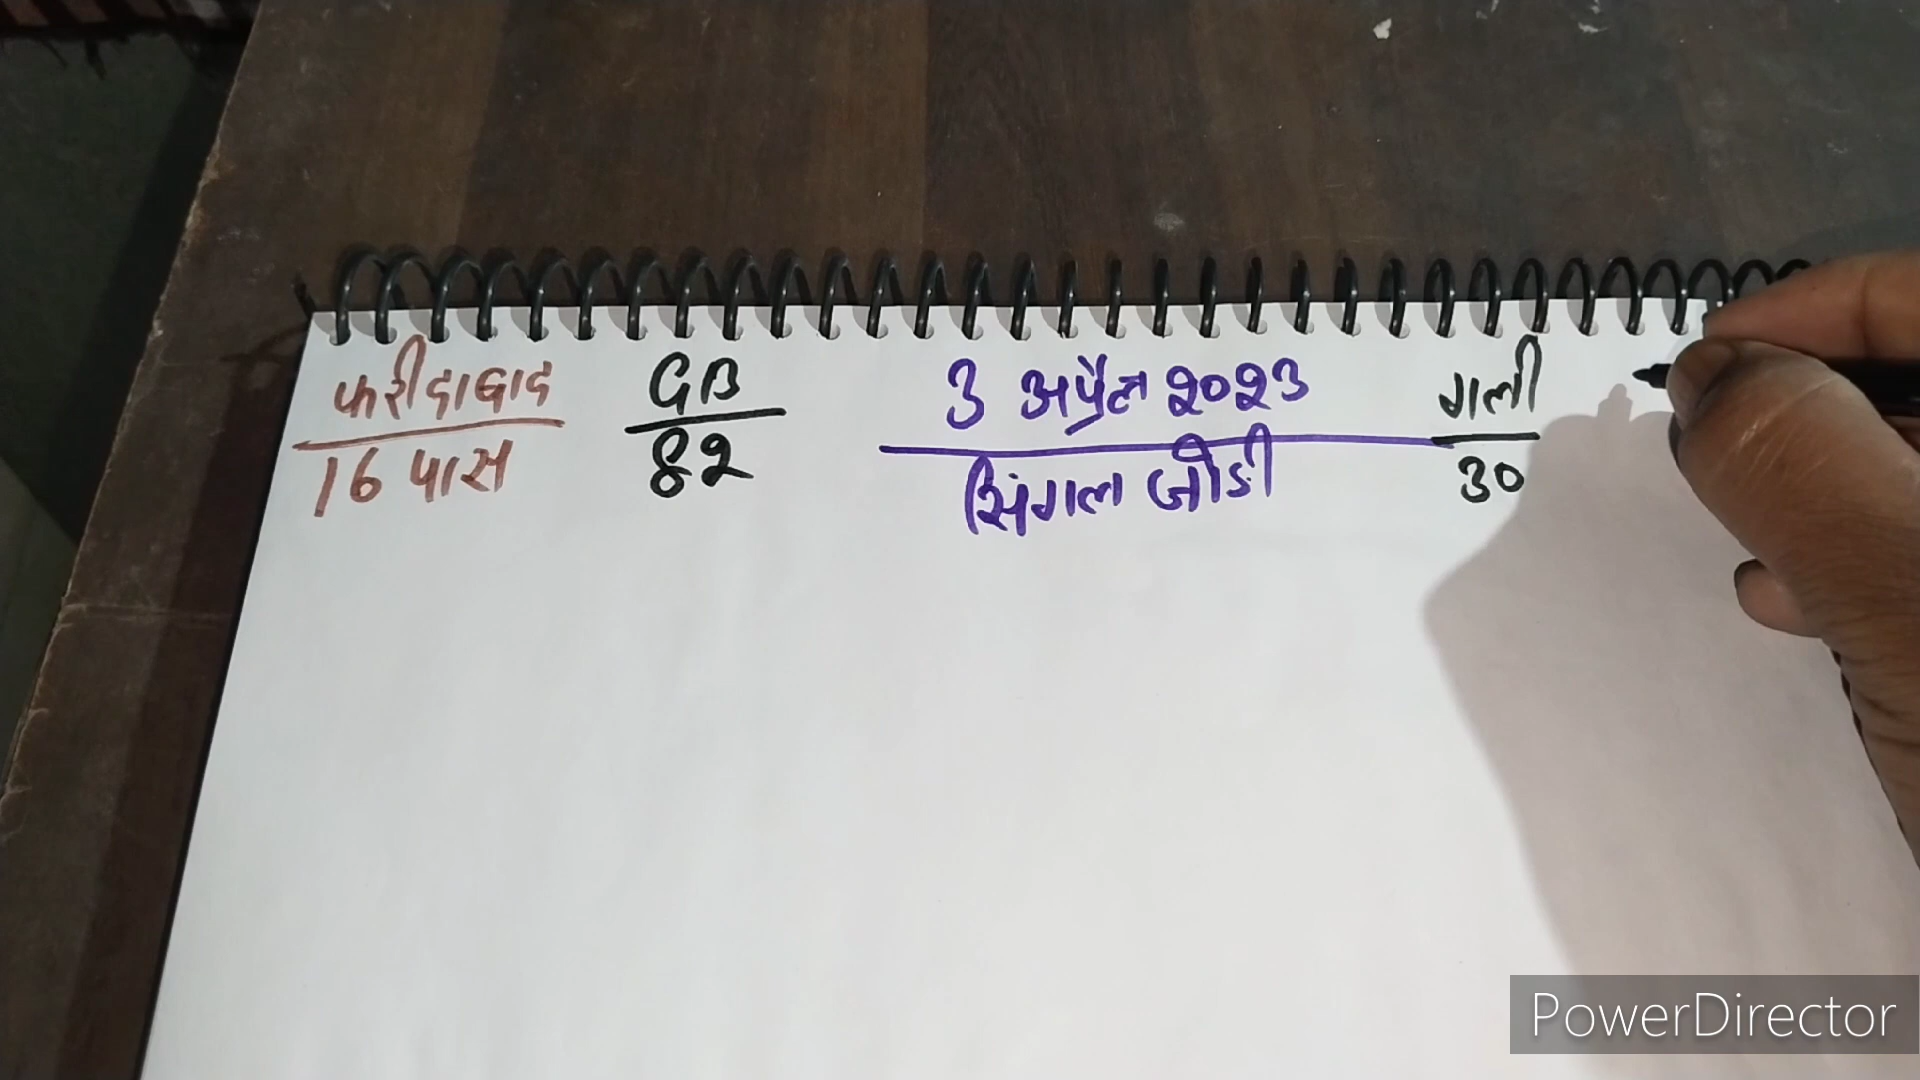 फरीदाबाद
16 पास
GB
82
3 अप्रैल 2023
सिंगल जोडी
गली
30
PowerDirector